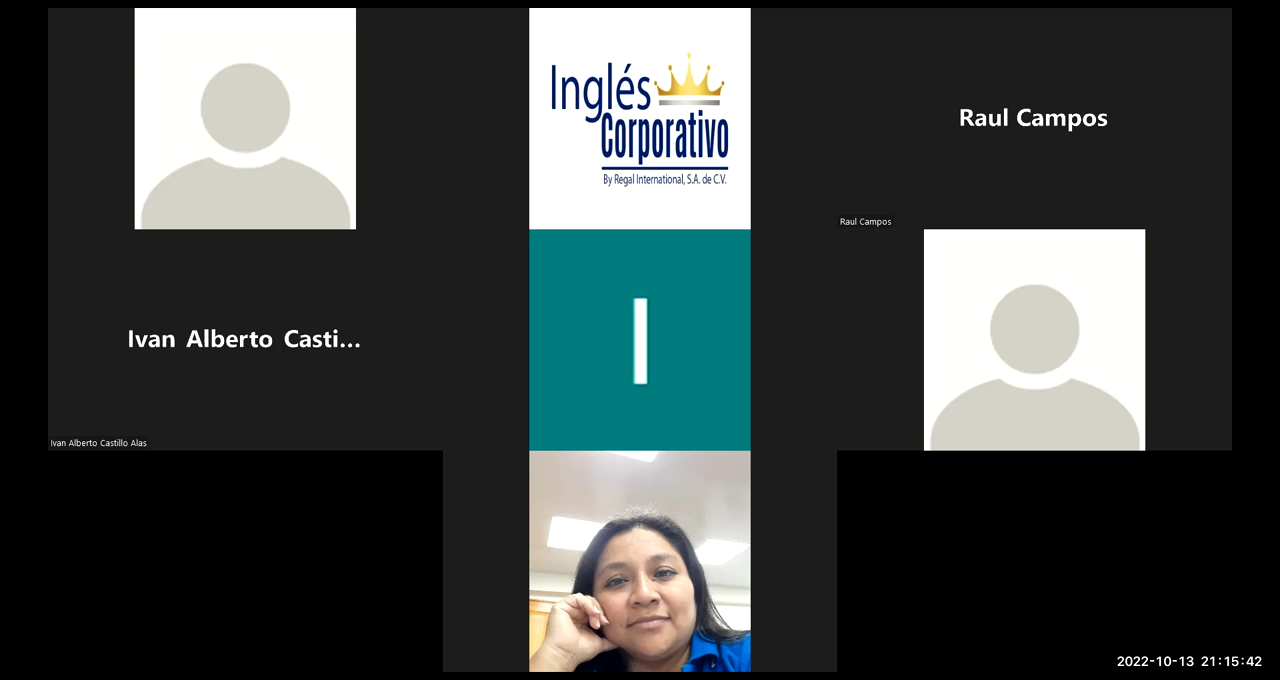 Inglés
Corporativo
By Regal International, S.A. de C.V.
Raul Campos
Raul Campos
Ivan Alberto Casti...
Ivan Alberto Castillo Alas
I
2022-10-13 21:15:42